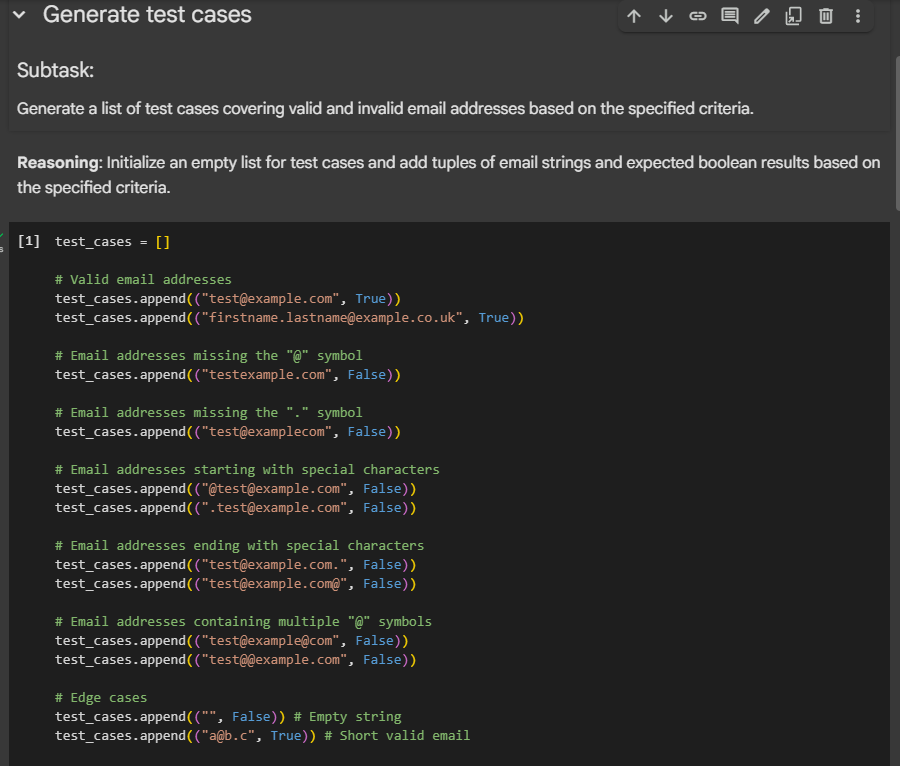 Generate test cases
Subtask:
Generate a list of test cases covering valid and invalid email addresses based on the specified criteria.
Reasoning: Initialize an empty list for test cases and add tuples of email strings and expected boolean results based on
the specified criteria.
[1] test_cases = []
# Valid email addresses
test_cases.append(("test@example.com", True))
test_cases.append(("firstname.lastname@example.co.uk", True))
# Email addresses missing the "@" symbol
test_cases.append(("testexample.com", False))
# Email addresses missing the "." symbol
test_cases.append(("test@examplecom", False))
# Email addresses starting with special characters
test_cases.append(("@test@example.com", False))
test_cases.append((".test@example.com", False))
# Email addresses ending with special characters
test_cases.append(("test@example.com.", False))
test_cases.append(("test@example.com@", False))
# Email addresses containing multiple "@" symbols
test_cases.append(("test@example@com", False))
test_cases.append(("test@@example.com", False))
# Edge cases
test_cases.append(("", False)) # Empty string
test_cases.append(("a@b.c", True)) # Short valid email